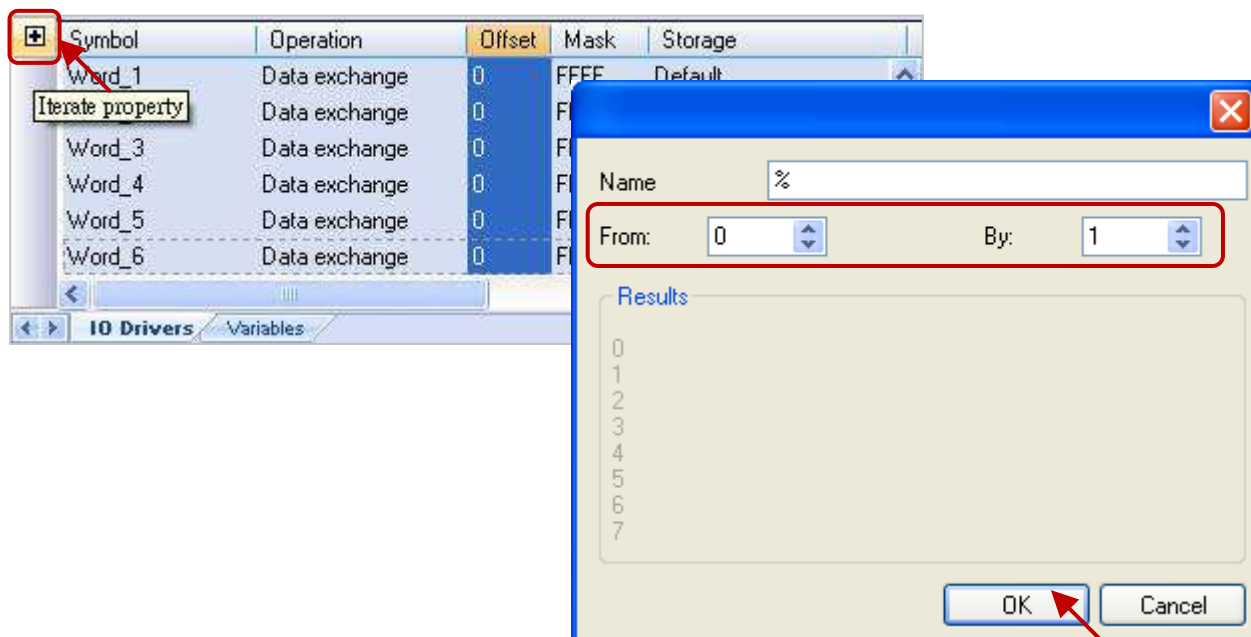 Symbol Operation Offset Mask Storage
Word_1 Data exchange 0 FFFF Default
Iterate property
Data exchange 0
Word_3 Data exchange 0
Word_4 Data exchange 0
Word_5 Data exchange 0
Word_6 Data exchange 0
IO Drivers Variables
Name %
From: 0 By: 1
Results
0
1
2
3
4
5
6
7
OK Cancel